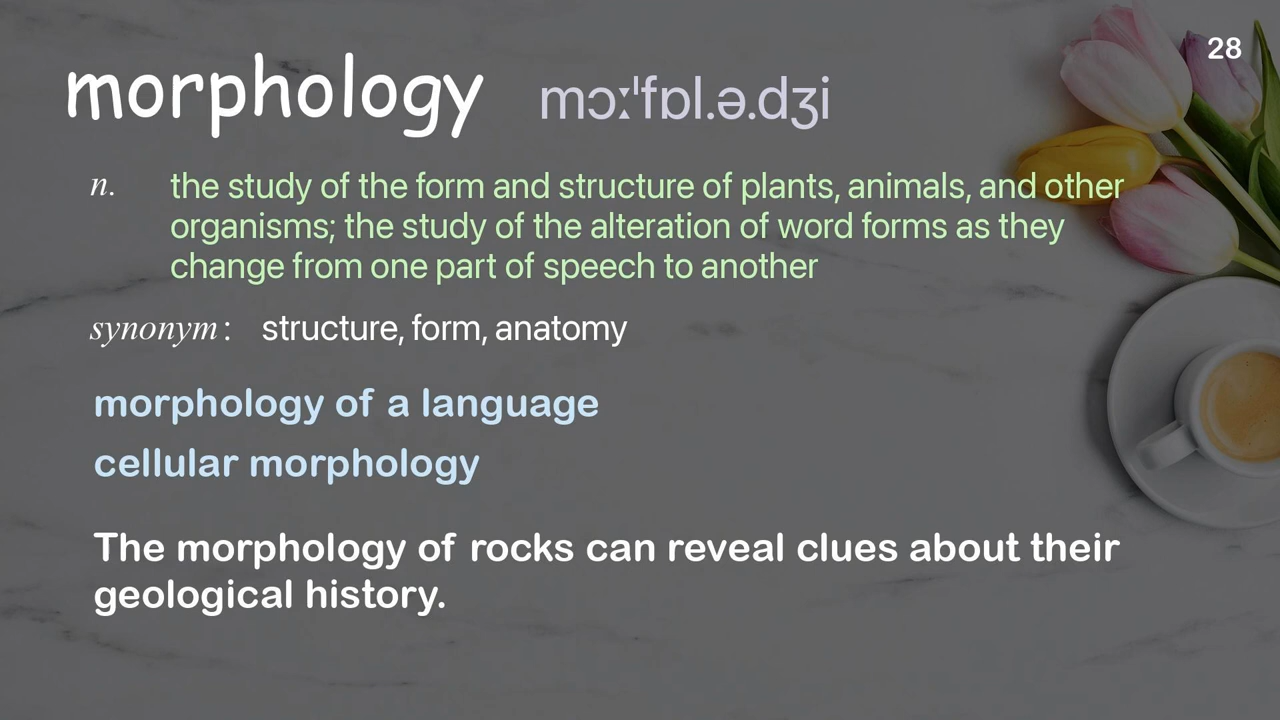 28
morphology mɔːˈfɒl.ə.dʒi
n. the study of the form and structure of plants, animals, and other
organisms; the study of the alteration of word forms as they
change from one part of speech to another
synonym: structure, form, anatomy
morphology of a language
cellular morphology
The morphology of rocks can reveal clues about their
geological history.